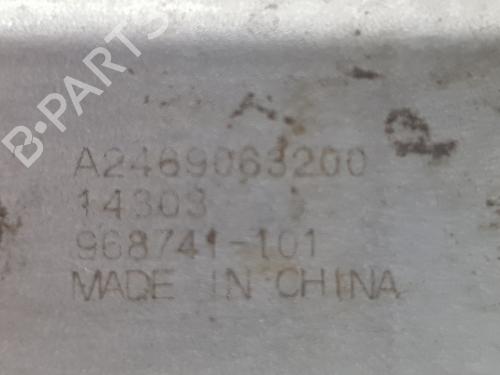 B-PARTS
A2469063200
14303
968741-101
MADE IN CHINA